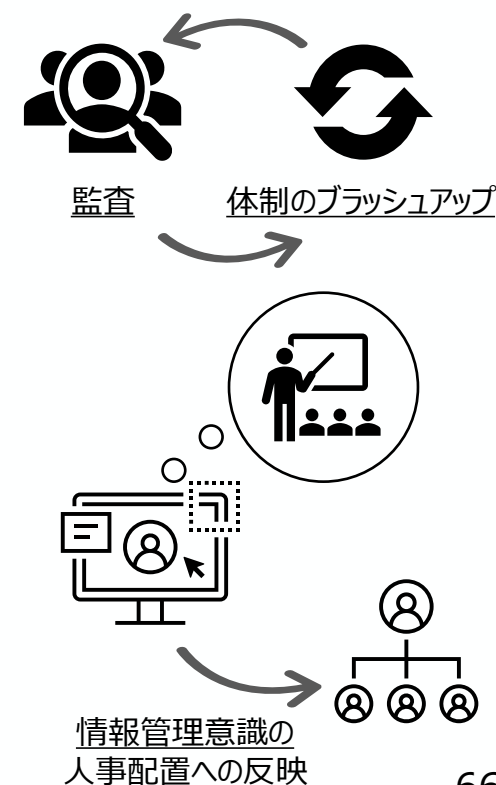 監査
体制のブラッシュアップ
情報管理意識の
人事配置への反映
66